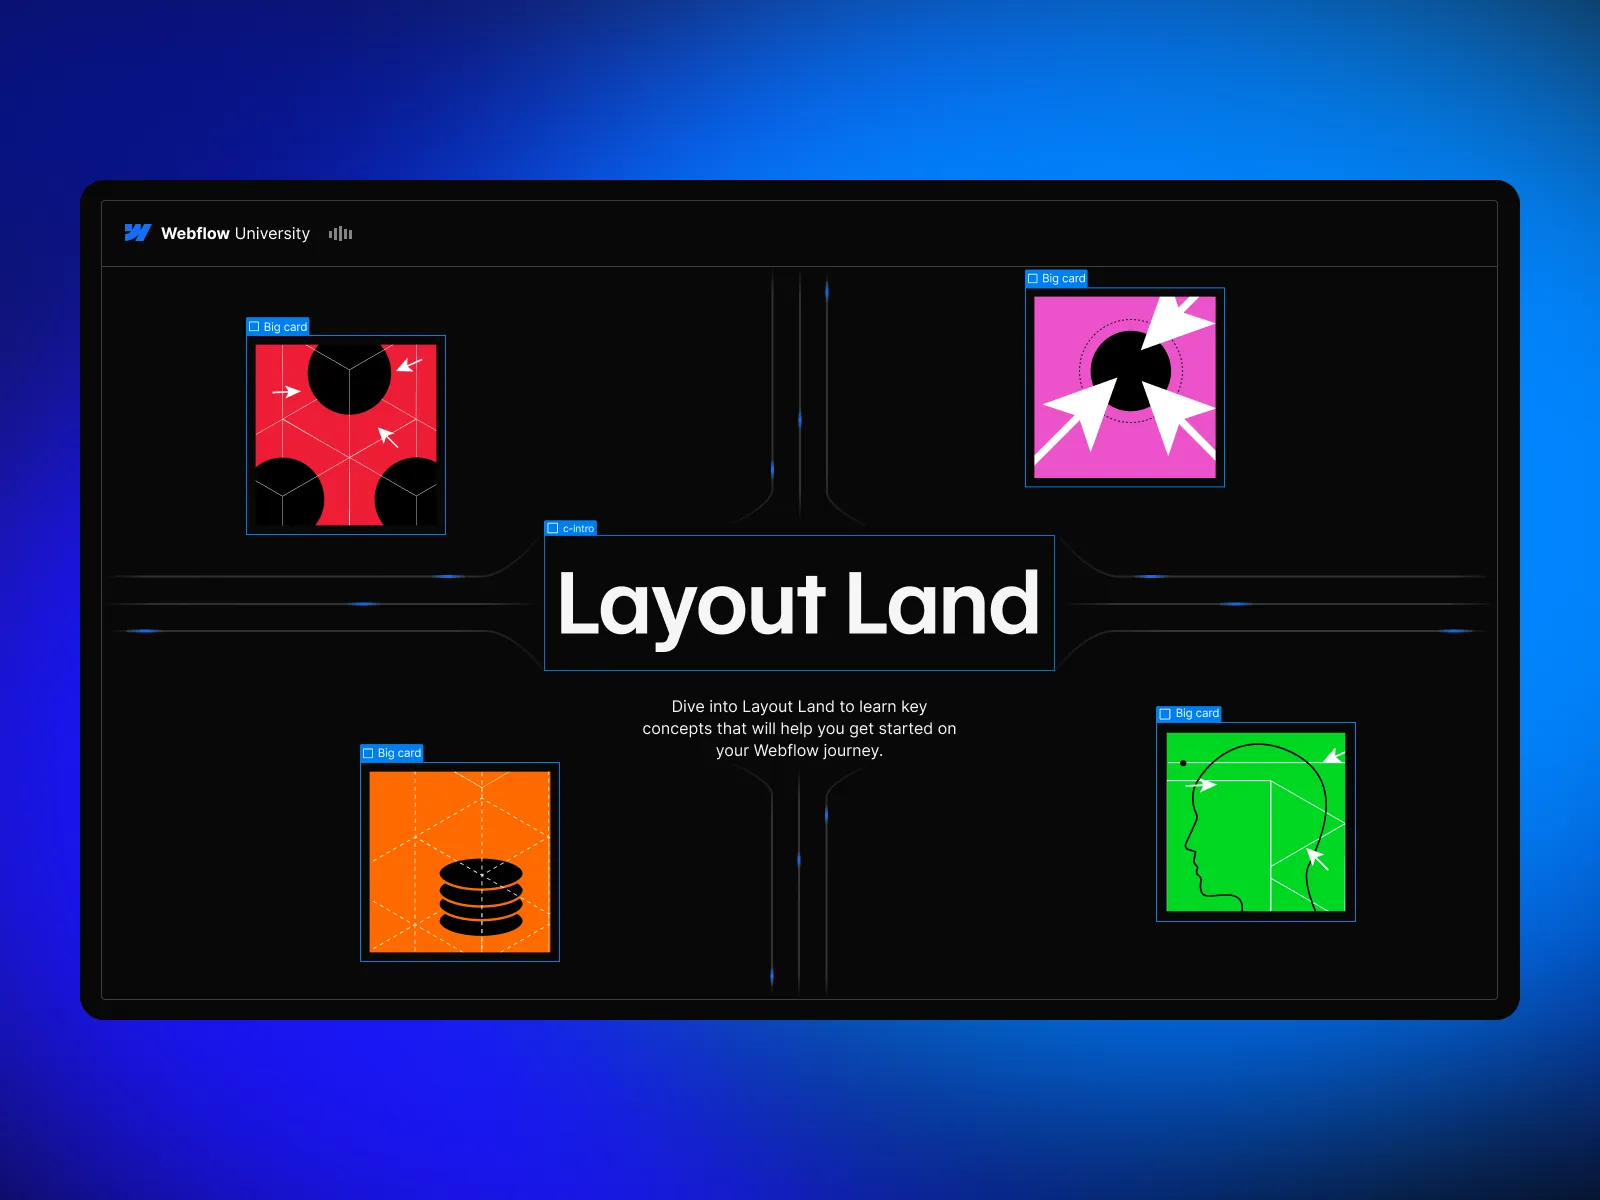 Webflow University
Big card
Big card
c-intro
Layout Land
Dive into Layout Land to learn key
concepts that will help you get started on
your Webflow journey.
Big card
Big card